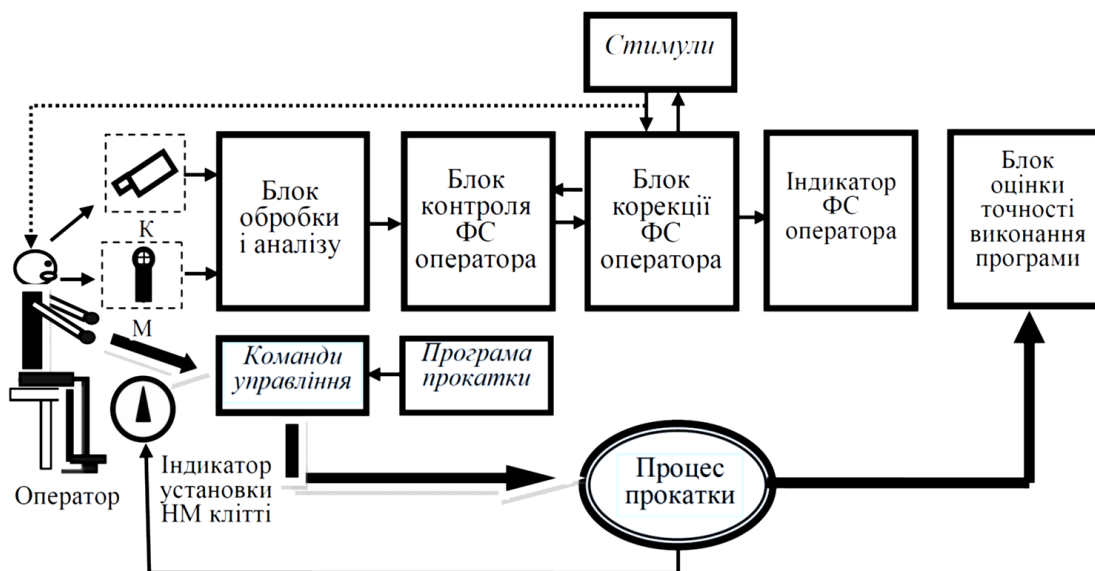 Стимули
Блок
обробки
і аналізу
Блок
контроля
ФС
оператора
Блок
корекції
ФС
оператора
Індикатор
ФС
оператора
Блок
оцінки
точності
виконання
програми
К
М
Команди
управління
Програма
прокатки
Оператор
Індикатор
установки
НМ клітті
Процес
прокатки